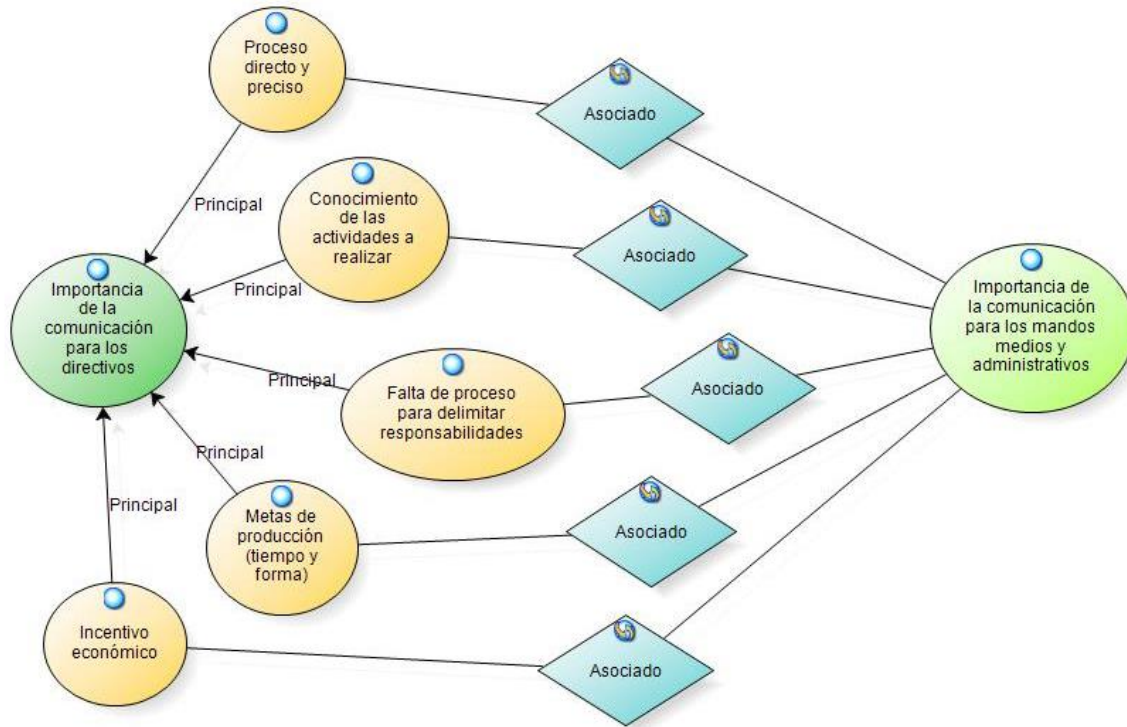 Proceso
directo y
preciso
Asociado
Principal
Conocimiento
de las
actividades a
realizar
Asociado
Principal
Importancia
de la
comunicación
para los
directivos
Importancia de
la comunicación
para los mandos
medios y
administrativos
Principal
Falta de proceso
para delimitar
responsabilidades
Asociado
Principal
Metas de
producción
(tiempo y
forma)
Asociado
Principal
Incentivo
económico
Asociado